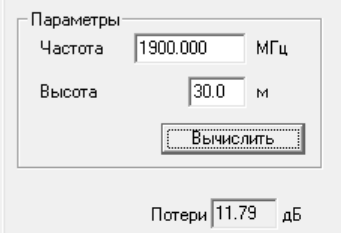 Параметры
Частота 1900.000 МГц
Высота 30.0 м
Вычислить
Потери 11.79 дБ